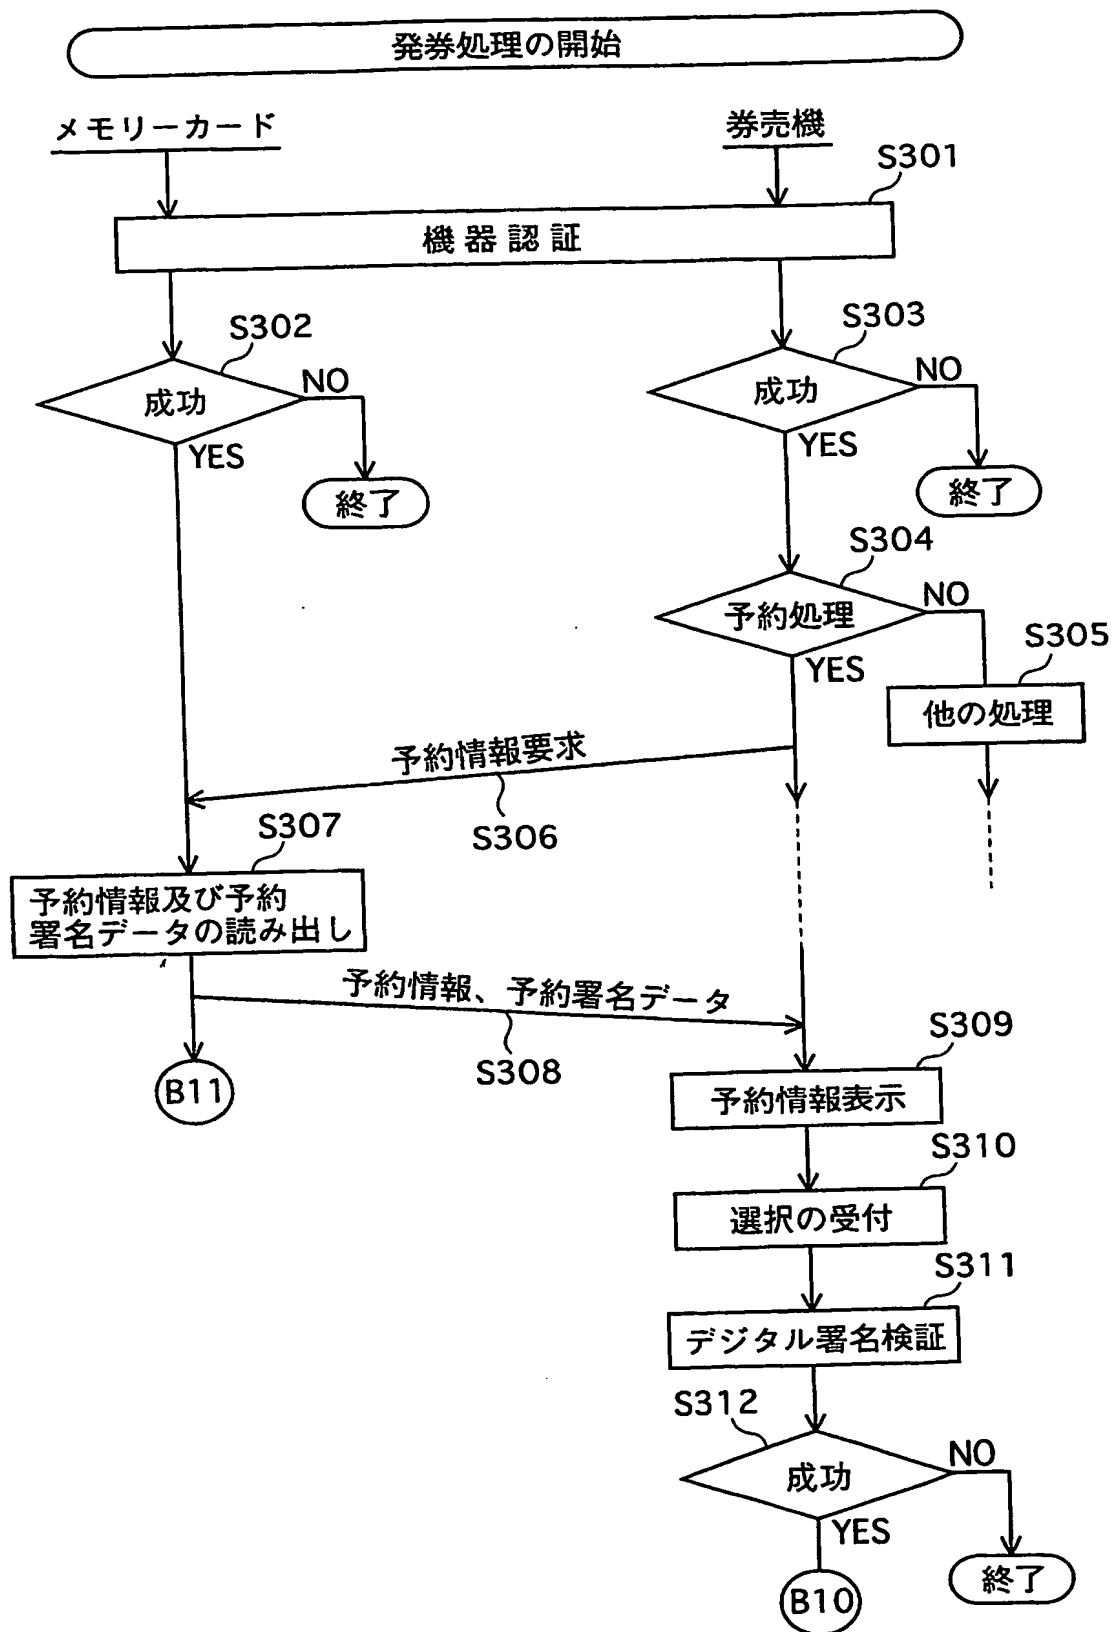 発券処理の開始
メモリーカード
券売機
S301
機器認証
S302
成功
NO
YES
終了
S303
成功
NO
YES
終了
S304
予約処理
NO
YES
S305
他の処理
予約情報要求
S306
S307
予約情報及び予約
署名データの読み出し
予約情報、予約署名データ
S308
B11
S309
予約情報表示
S310
選択の受付
S311
デジタル署名検証
S312
成功
NO
YES
終了
B10